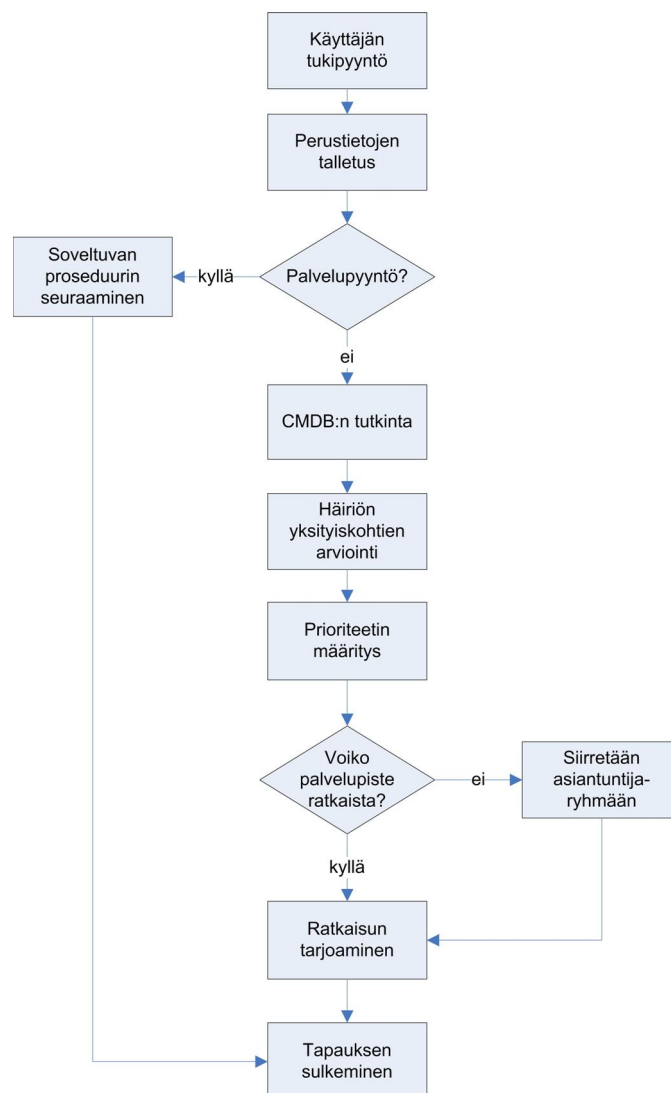 Käyttäjän
tukipyyntö
Perustietojen
talletus
Palvelupyyntö?
kyllä
Soveltuvan
proseduurin
seuraaminen
ei
CMDB:n tutkinta
Häiriön
yksityiskohtien
arviointi
Prioriteetin
määritys
Voiko
palvelupiste
ratkaista?
ei
Siirretään
asiantuntija-
ryhmään
kyllä
Ratkaisun
tarjoaminen
Tapauksen
sulkeminen